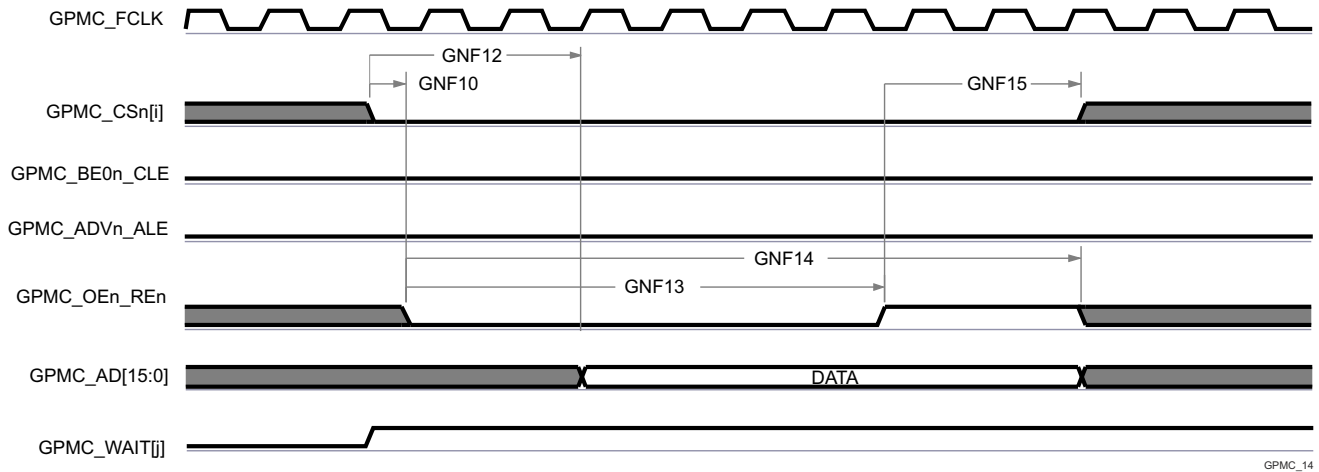 GPMC_FCLK
GNF12
GNF10
GNF15
GPMC_CSn[i]
GPMC_BE0n_CLE
GPMC_ADVn_ALE
GNF14
GNF13
GPMC_OEn_REn
GPMC_AD[15:0]
DATA
GPMC_WAIT[j]
GPMC_14